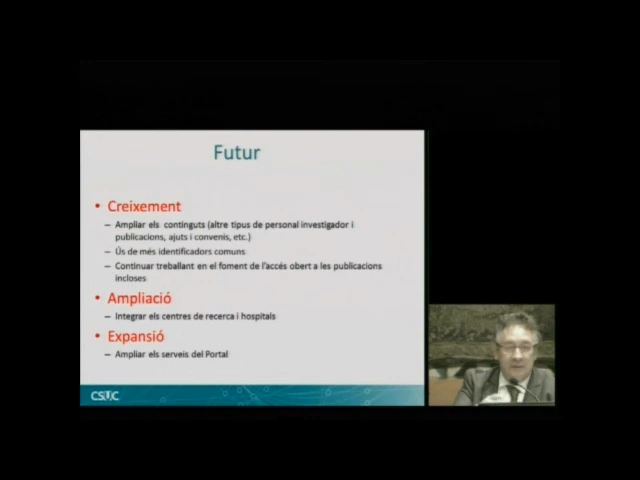 Futur
• Creixement
– Ampliar els continguts (altre tipus de personal investigador i
publicacions, ajuts i convenis, etc.)
– Ús de més identificadors comuns
– Continuar treballant en el foment de l'accés obert a les publicacions
incloses
• Ampliació
– Integrar els centres de recerca i hospitals
• Expansió
– Ampliar els serveis del Portal
CSUC